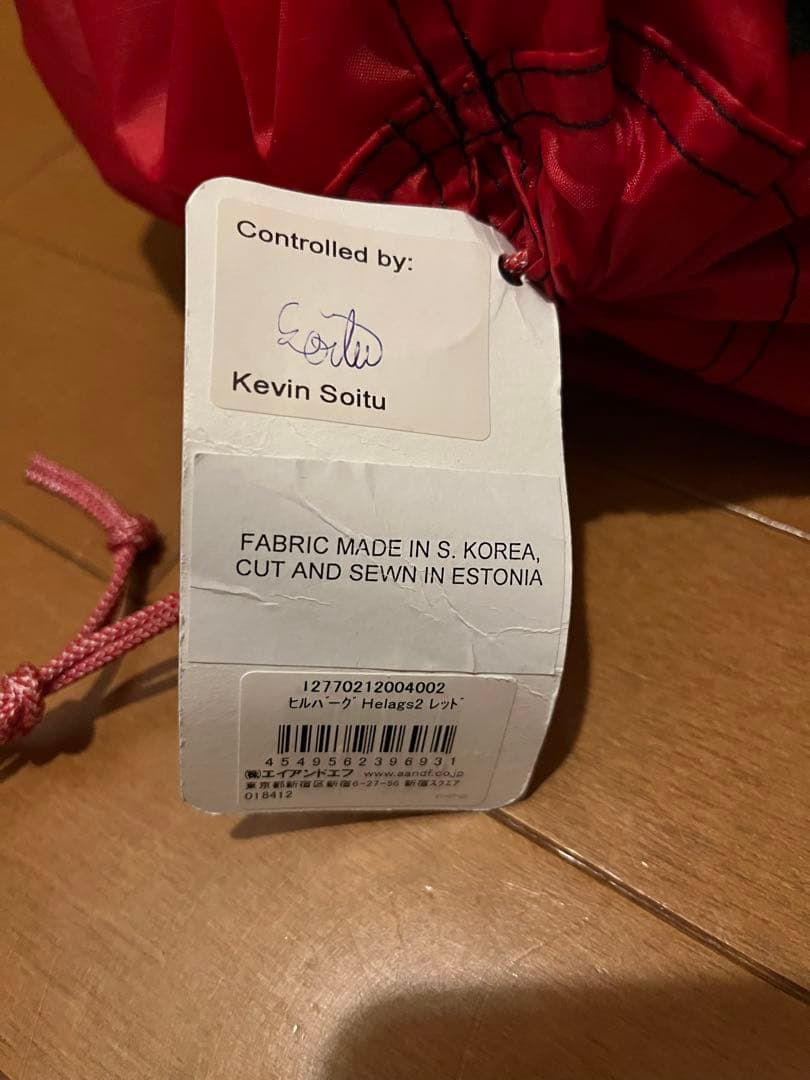 Controlled by:
Soitu
Kevin Soitu
FABRIC MADE IN S. KOREA,
CUT AND SEWN IN ESTONIA
12770212004002
ヒルバーグ Helags2 レッド
4549562396931
㈱エイアンドエフ www.aandf.co.jp
東京都新宿区新宿6-27-56 新宿スクエア
018412